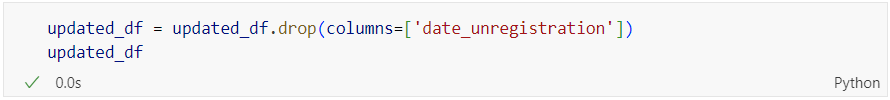 updated_df = updated_df.drop(columns=['date_unregistration'])
updated_df
0.0s
Python